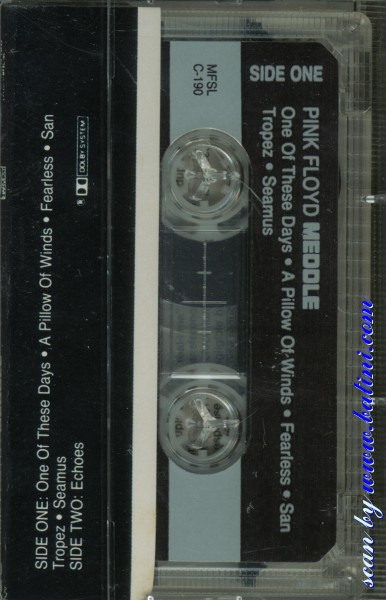 SIDE ONE: One Of These Days • A Pillow Of Winds • Fearless • San
Tropez • Seamus
SIDE TWO: Echoes
DOLBY SYSTEM
SIDE ONE
MFSL
C-190
PINK FLOYD MEDDLE
One Of These Days • A Pillow Of Winds • Fearless • San
Tropez • Seamus
scan by www.batini.com